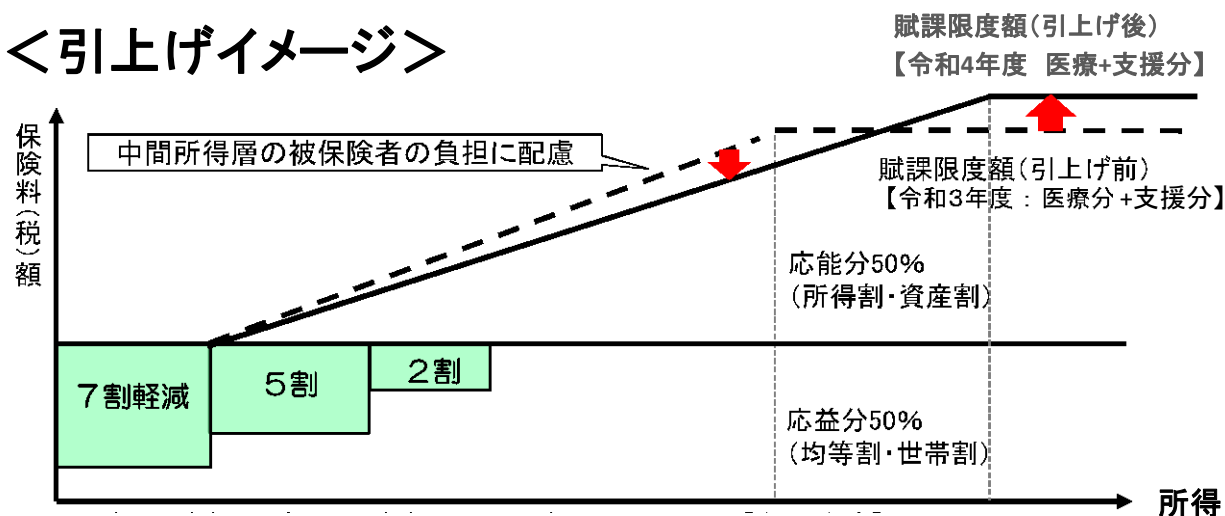 ＜引上げイメージ＞
賦課限度額(引上げ後)
【令和4年度 医療+支援分】
保険料(税)額
中間所得層の被保険者の負担に配慮
賦課限度額(引上げ前)
【令和3年度：医療分+支援分】
応能分50%
(所得割・資産割)
7割軽減
5割
2割
応益分50%
(均等割・世帯割)
所得